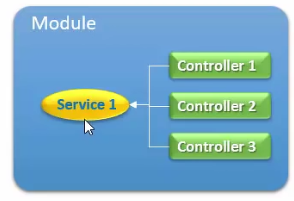 Module
Controller 1
Service 1
Controller 2
Controller 3